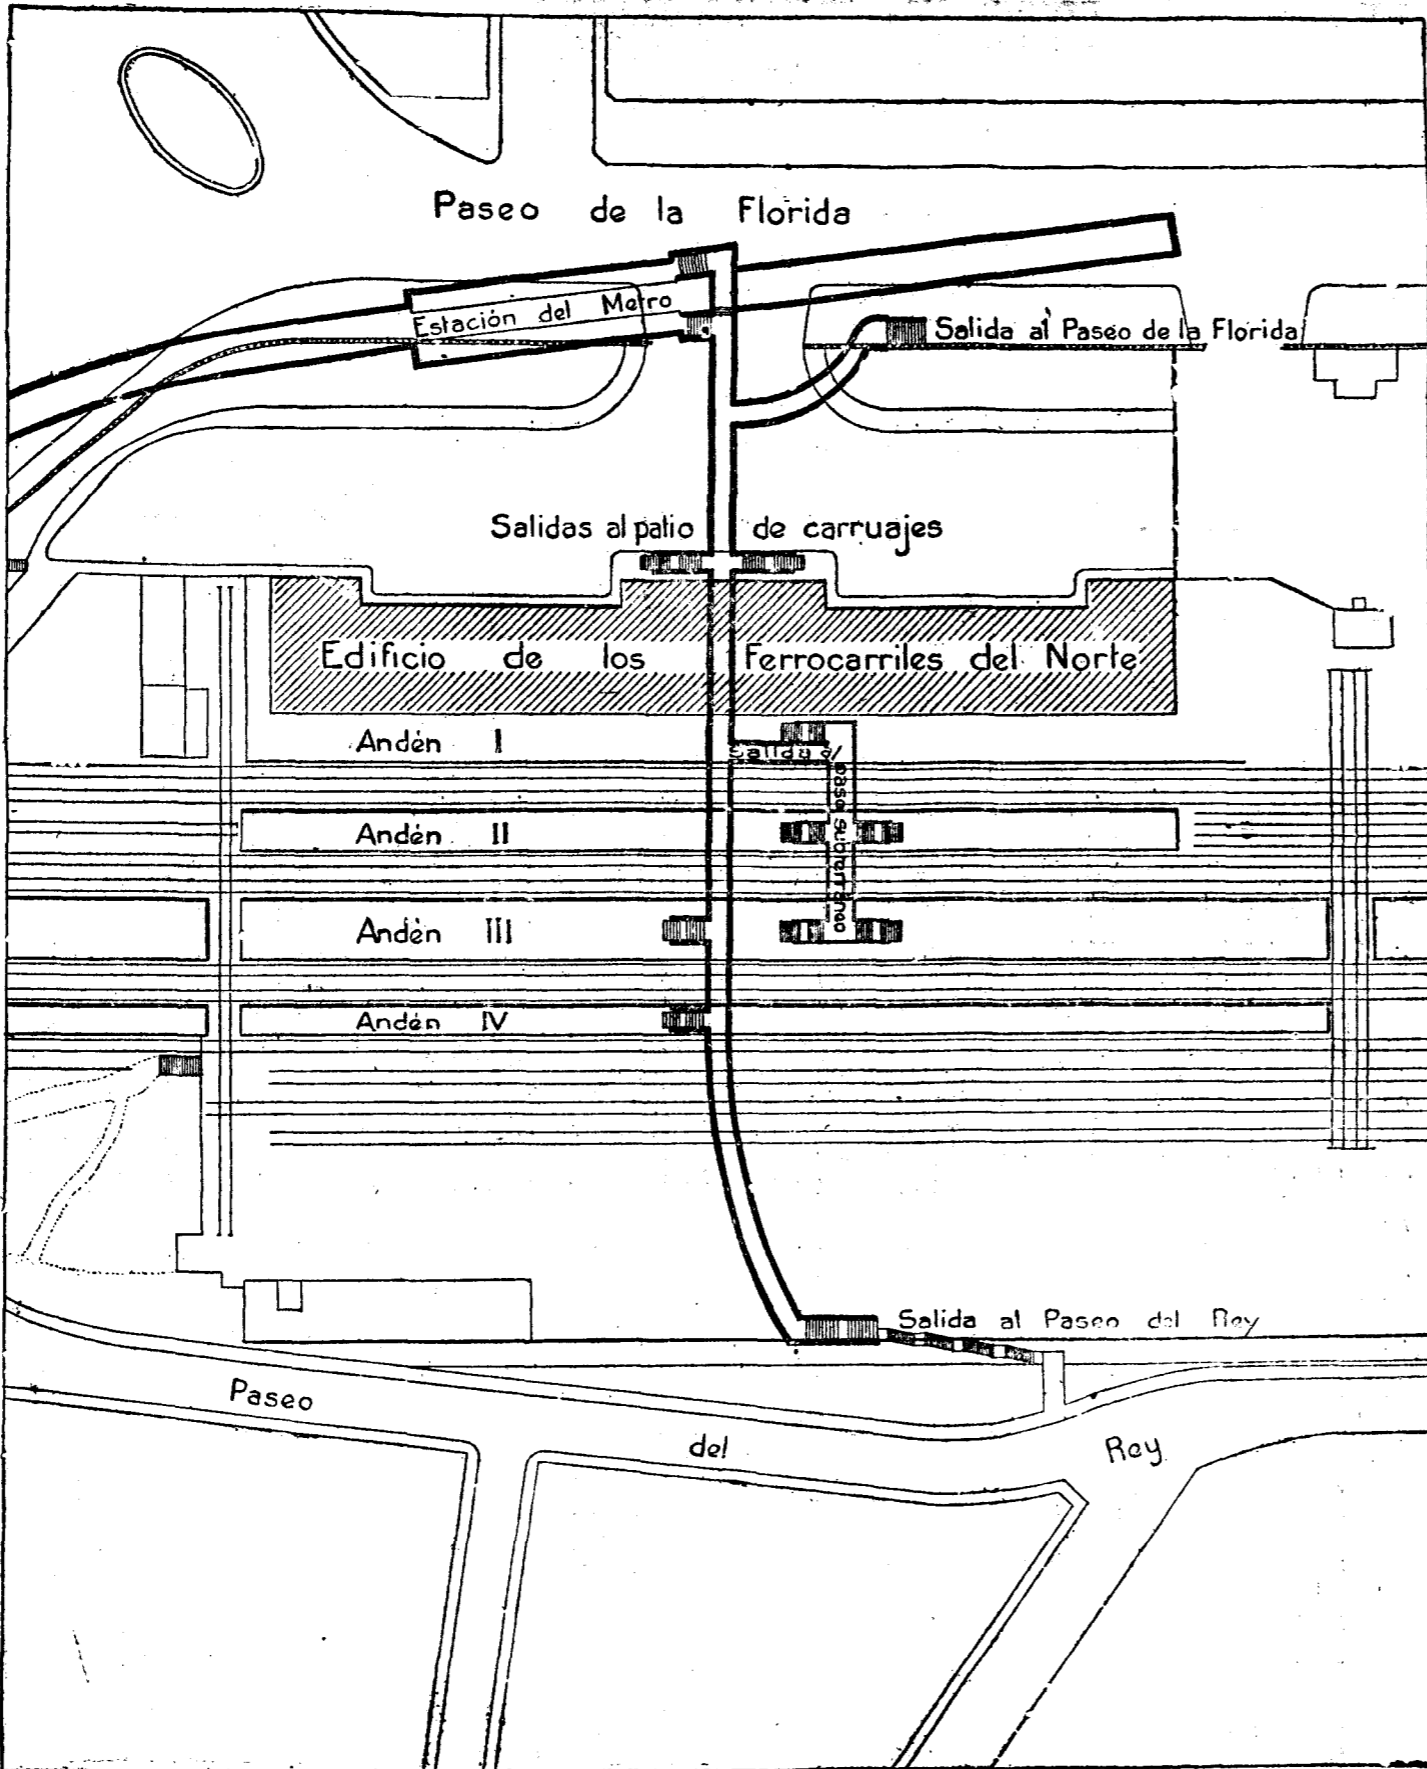 Paseo de la Florida
Estación del Metro
Salida al Paseo de la Florida
Salidas al patio de carruajes
Edificio de los Ferrocarriles del Norte
Andén I
Salida al
paso subterráneo
Andén II
Andén III
Andén IV
Salida al Paseo del Rey
Paseo del Rey